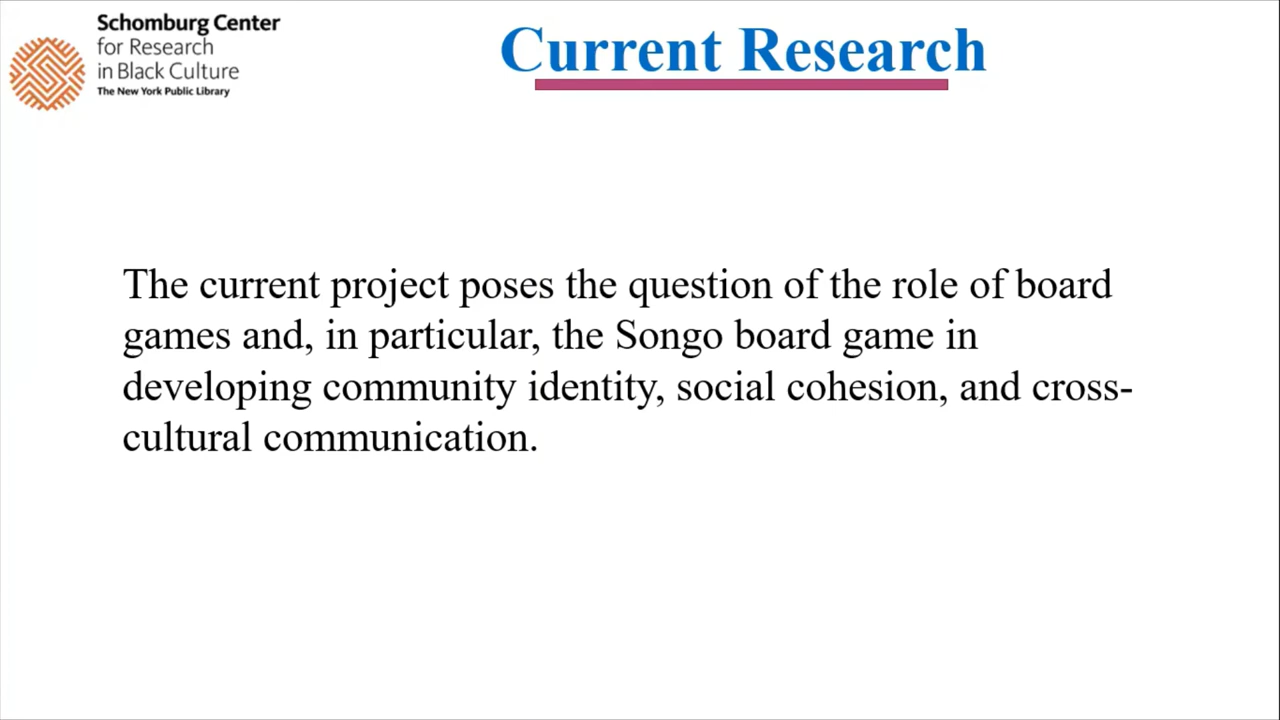 Schomburg Center
for Research
in Black Culture
The New York Public Library
Current Research
The current project poses the question of the role of board
games and, in particular, the Songo board game in
developing community identity, social cohesion, and cross-
cultural communication.